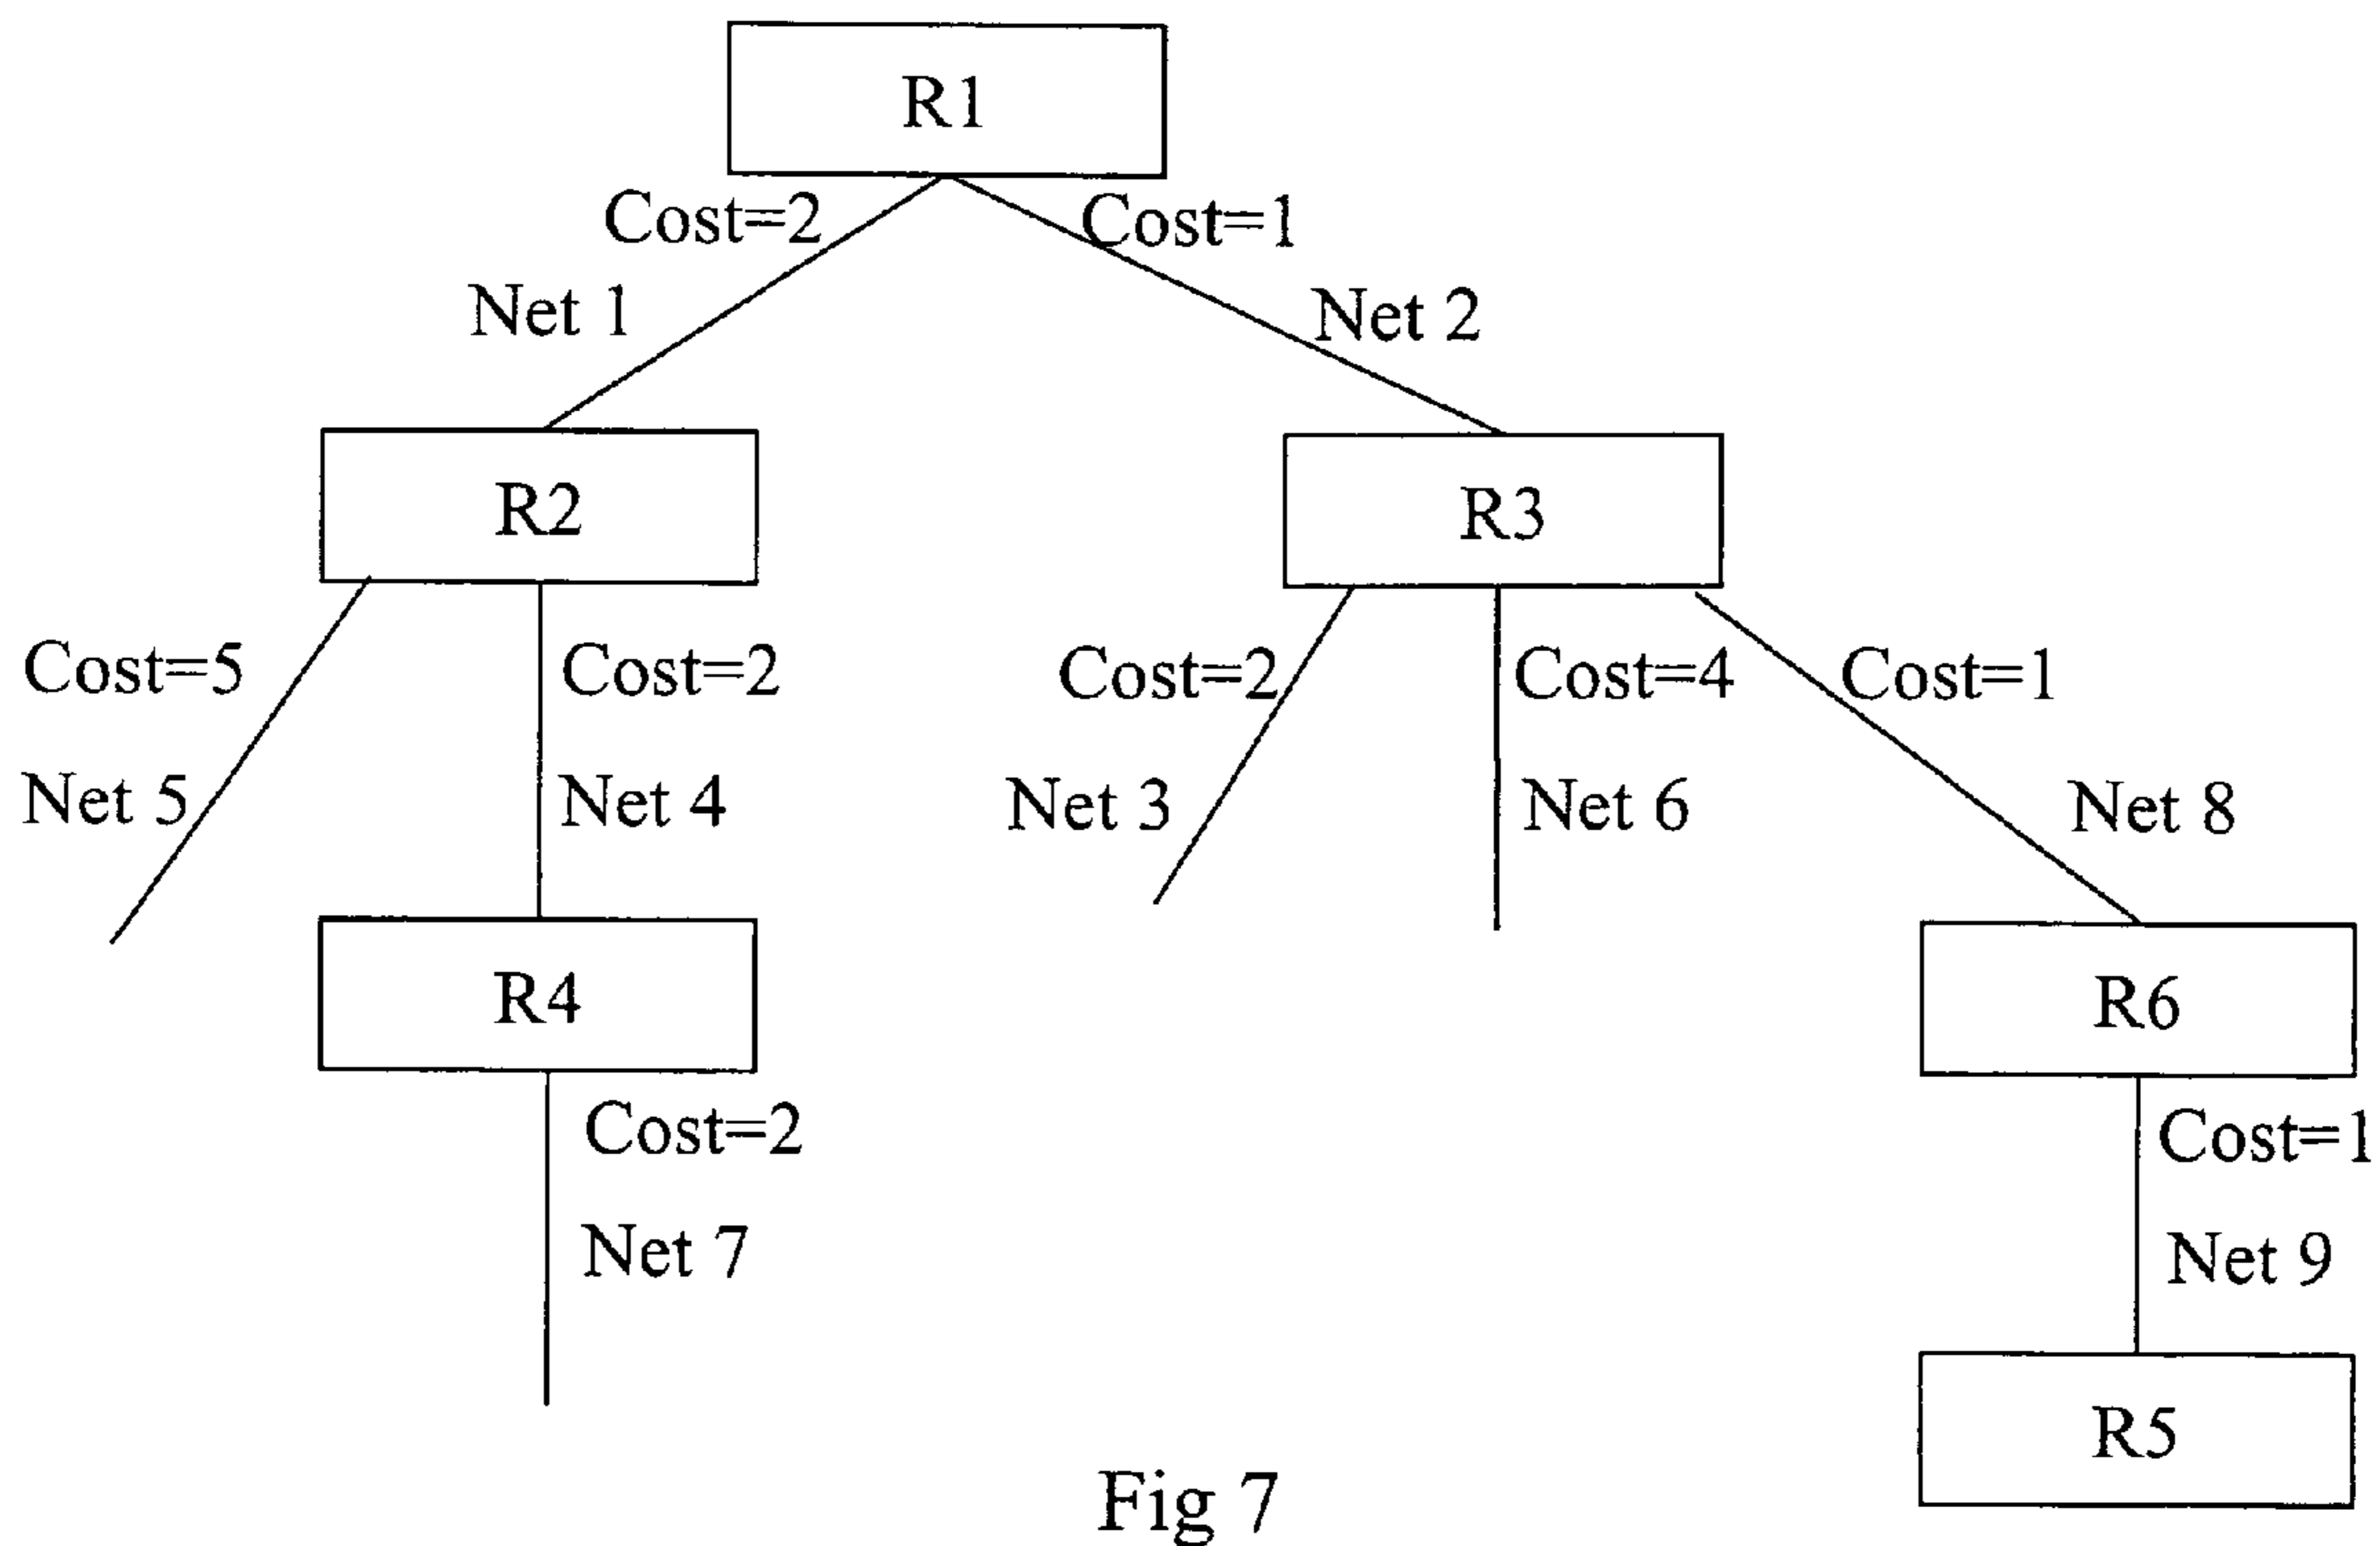 R1
Cost=2
Cost=1
Net 1
Net 2
R2
R3
Cost=5
Cost=2
Cost=2
Cost=4
Cost=1
Net 5
Net 4
Net 3
Net 6
Net 8
R4
R6
Cost=2
Cost=1
Net 7
Net 9
R5
Fig 7